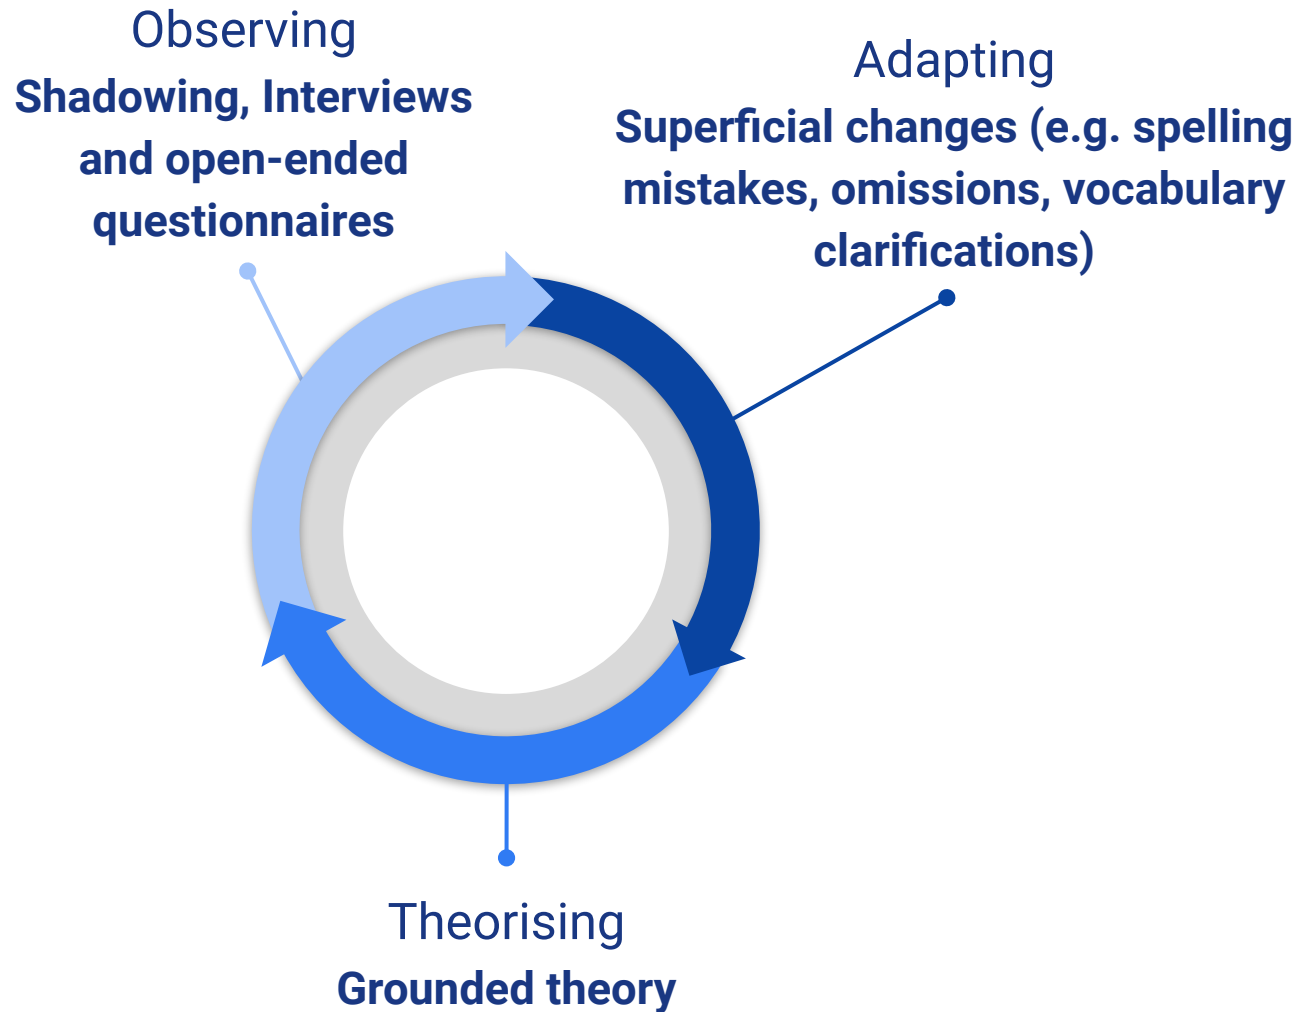 Observing
Shadowing, Interviews
and open-ended
questionnaires
Adapting
Superficial changes (e.g. spelling
mistakes, omissions, vocabulary
clarifications)
Theorising
Grounded theory